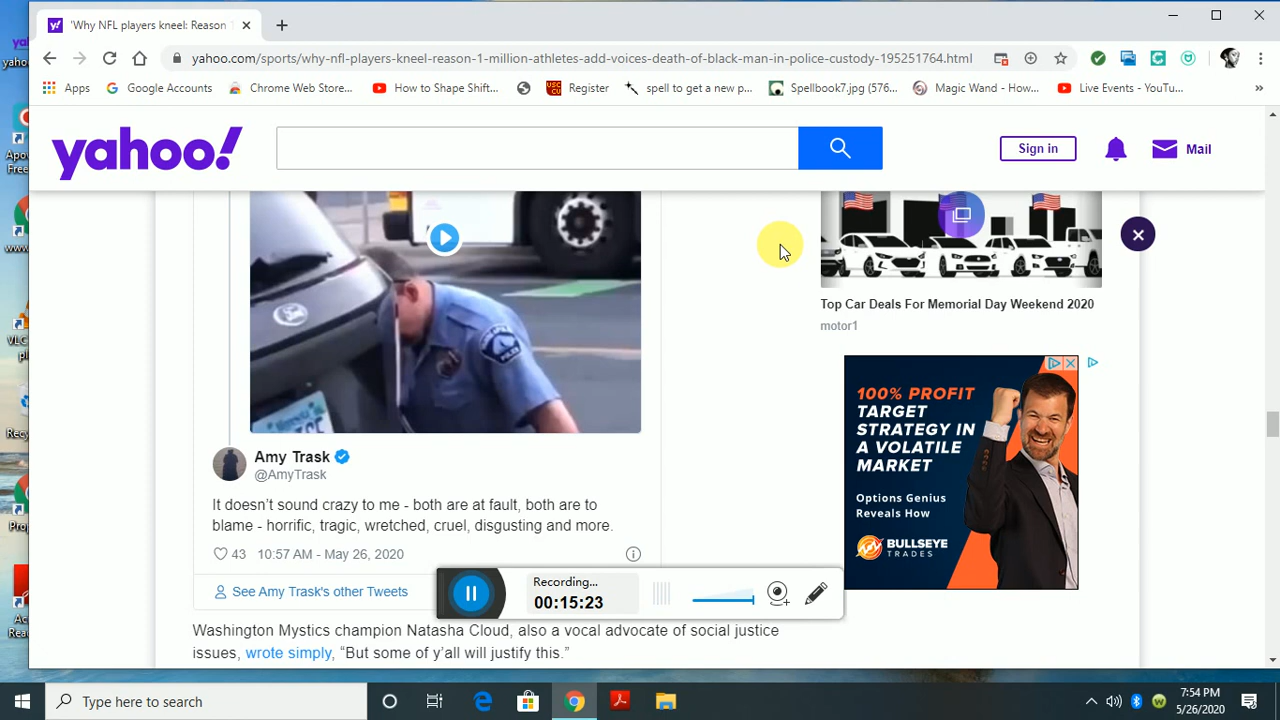 'Why NFL players kneel: Reason
yahoo.com/sports/why-nfl-players-kneel-reason-1-million-athletes-add-voices-death-of-black-man-in-police-custody-195251764.html
Apps Google Accounts Chrome Web Store... How to Shape Shift... Register spell to get a new p... Spellbook7.jpg (576... Magic Wand - How... Live Events - YouTu... »
yahoo!
Sign in
Mail
POLICE
Top Car Deals For Memorial Day Weekend 2020
motor1
100% PROFIT
TARGET
STRATEGY IN
A VOLATILE
MARKET
Options Genius
Reveals How
BULLSEYE
TRADES
Amy Trask
@AmyTrask
It doesn’t sound crazy to me - both are at fault, both are to
blame - horrific, tragic, wretched, cruel, disgusting and more.
43 10:57 AM - May 26, 2020
See Amy Trask's other Tweets
Recording...
00:15:23
Washington Mystics champion Natasha Cloud, also a vocal advocate of social justice
issues, wrote simply, “But some of y’all will justify this.”
Type here to search
7:54 PM
5/26/2020